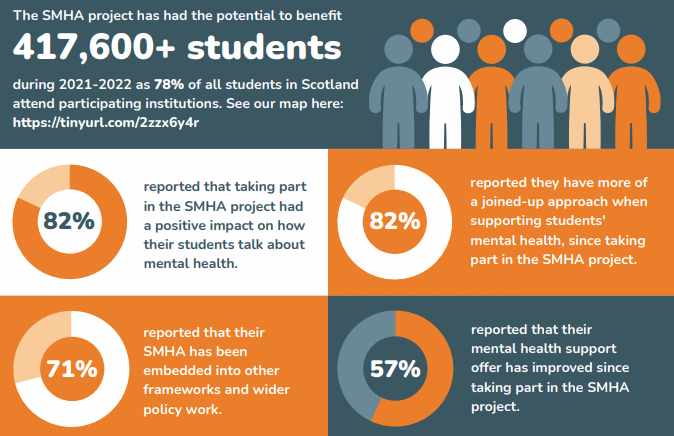 The SMHA project has had the potential to benefit
417,600+ students
during 2021-2022 as 78% of all students in Scotland
attend participating institutions. See our map here:
https://tinyurl.com/2zzx6y4r
82%
reported that taking part
in the SMHA project had
a positive impact on how
their students talk about
mental health.
82%
reported they have more of
a joined-up approach when
supporting students'
mental health, since taking
part in the SMHA project.
71%
reported that their
SMHA has been
embedded into other
frameworks and wider
policy work.
57%
reported that their
mental health support
offer has improved since
taking part in the SMHA
project.